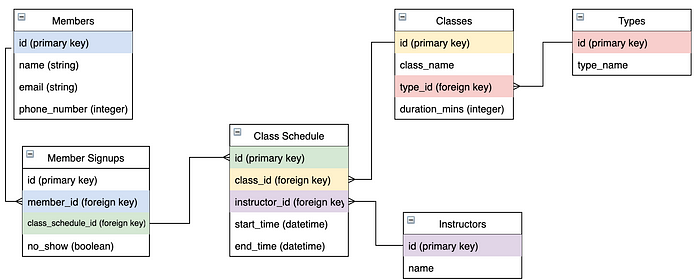 Members
id (primary key)
name (string)
email (string)
phone_number (integer)
Member Signups
id (primary key)
member_id (foreign key)
class_schedule_id (foreign key)
no_show (boolean)
Class Schedule
id (primary key)
class_id (foreign key)
instructor_id (foreign key
start_time (datetime)
end_time (datetime)
Classes
id (primary key)
class_name
type_id (foreign key)
duration_mins (integer)
Types
id (primary key)
type_name
Instructors
id (primary key)
name